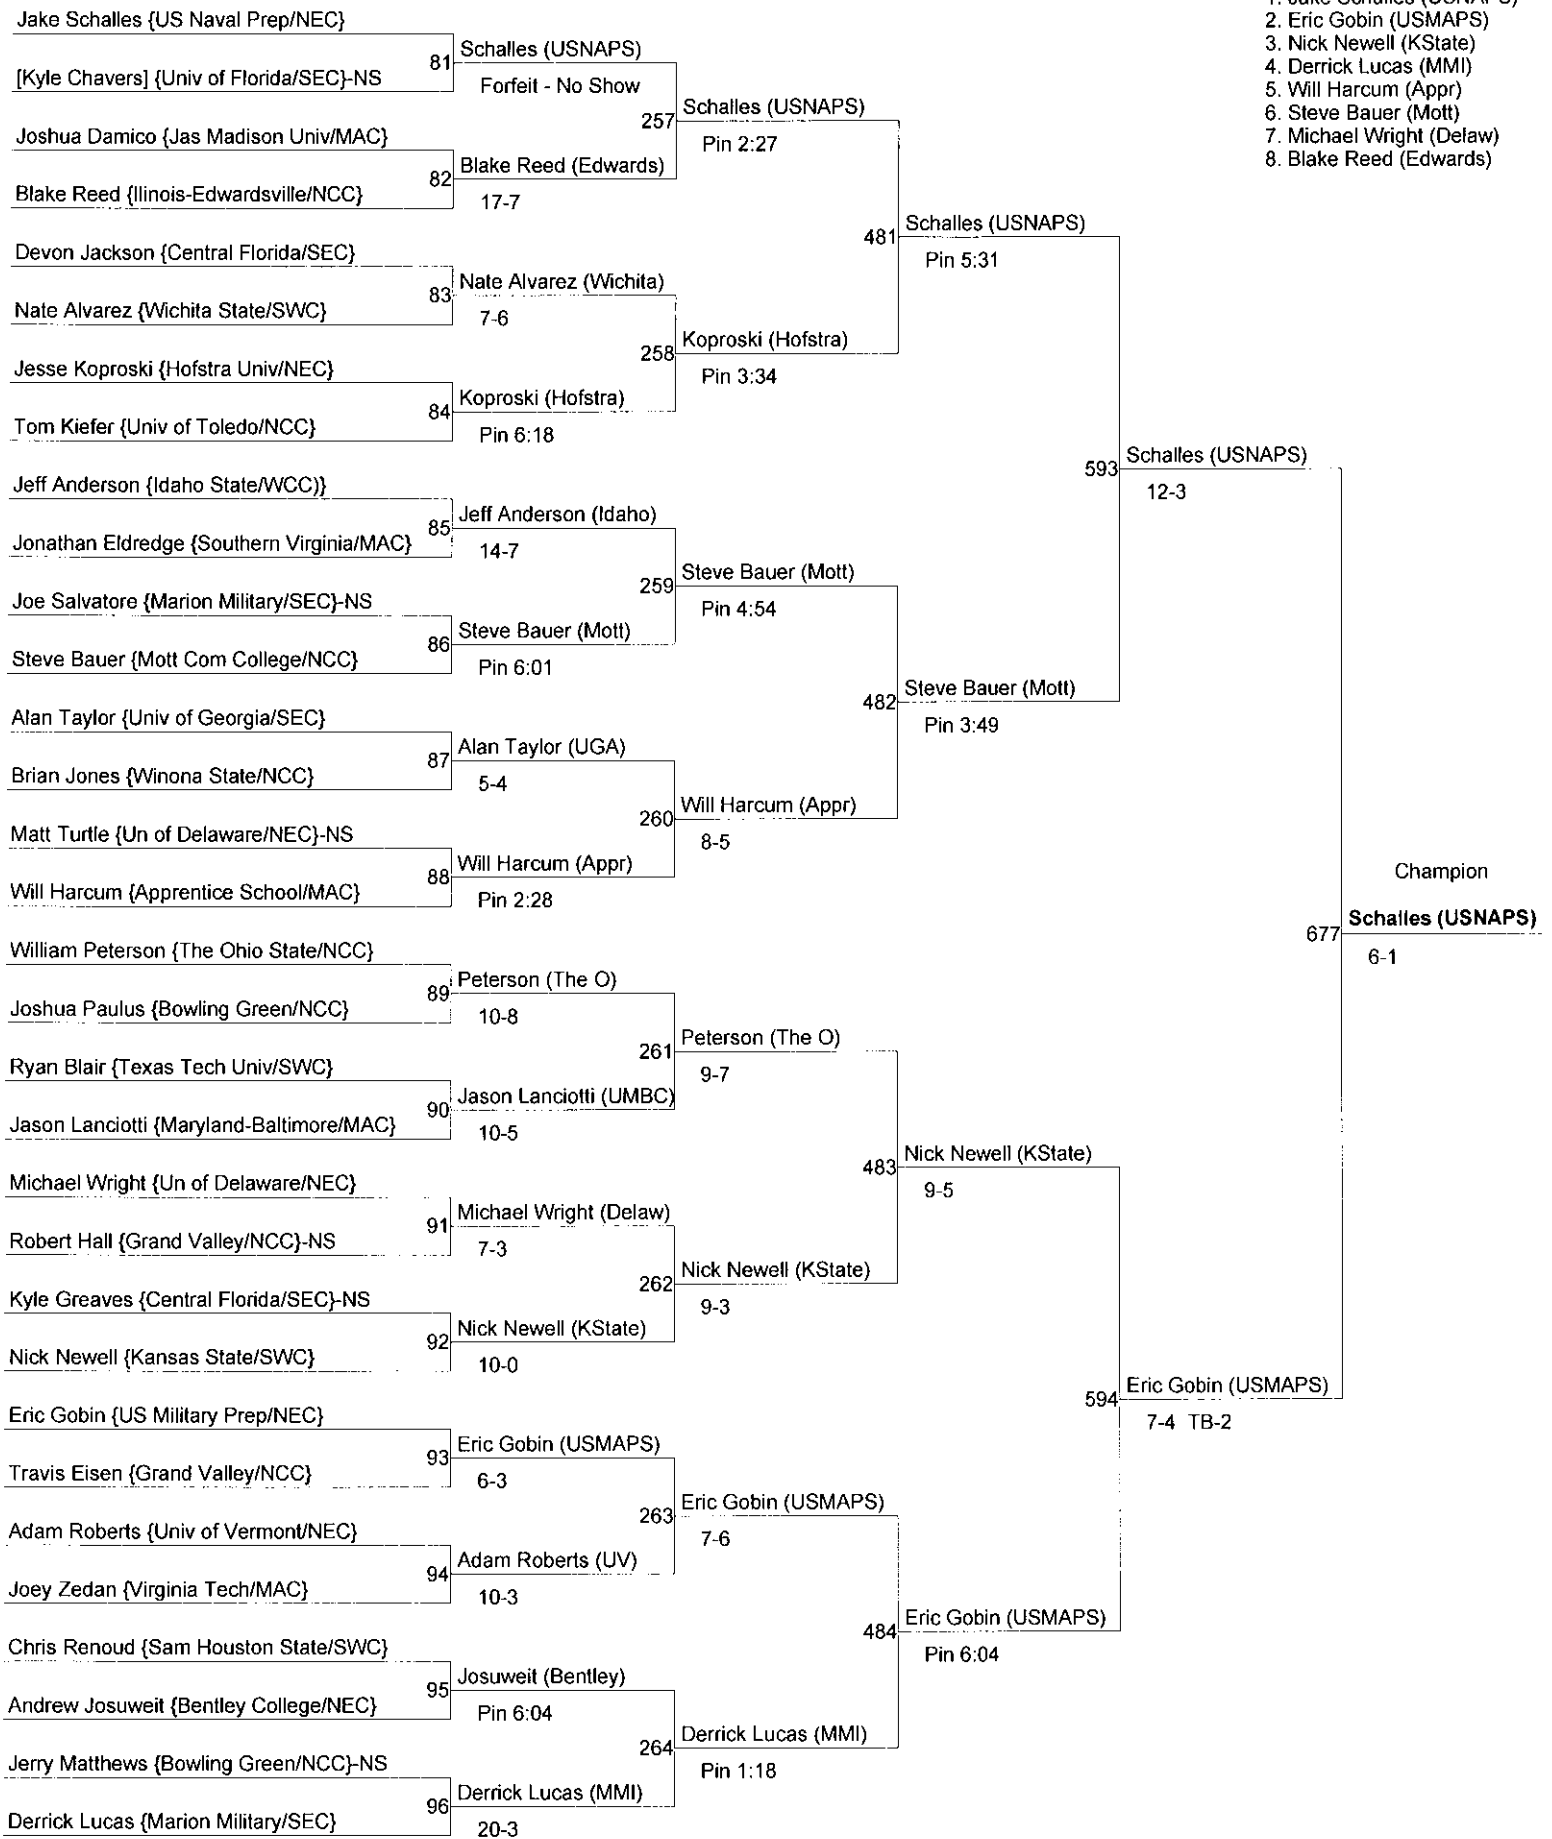 1. Jake Schalles (USNAPS)
2. Eric Gobin (USMAPS)
3. Nick Newell (KState)
4. Derrick Lucas (MMI)
5. Will Harcum (Appr)
6. Steve Bauer (Mott)
7. Michael Wright (Delaw)
8. Blake Reed (Edwards)
Jake Schalles {US Naval Prep/NEC}
[Kyle Chavers] {Univ of Florida/SEC}-NS
Joshua Damico {Jas Madison Univ/MAC}
Blake Reed {Ilinois-Edwardsville/NCC}
Devon Jackson {Central Florida/SEC}
Nate Alvarez {Wichita State/SWC}
Jesse Koproski {Hofstra Univ/NEC}
Tom Kiefer {Univ of Toledo/NCC}
Jeff Anderson {Idaho State/WCC)}
Jonathan Eldredge {Southern Virginia/MAC}
Joe Salvatore {Marion Military/SEC}-NS
Steve Bauer {Mott Com College/NCC}
Alan Taylor {Univ of Georgia/SEC}
Brian Jones {Winona State/NCC}
Matt Turtle {Un of Delaware/NEC}-NS
Will Harcum {Apprentice School/MAC}
William Peterson {The Ohio State/NCC}
Joshua Paulus {Bowling Green/NCC}
Ryan Blair {Texas Tech Univ/SWC}
Jason Lanciotti {Maryland-Baltimore/MAC}
Michael Wright {Un of Delaware/NEC}
Robert Hall {Grand Valley/NCC}-NS
Kyle Greaves {Central Florida/SEC}-NS
Nick Newell {Kansas State/SWC}
Eric Gobin {US Military Prep/NEC}
Travis Eisen {Grand Valley/NCC}
Adam Roberts {Univ of Vermont/NEC}
Joey Zedan {Virginia Tech/MAC}
Chris Renoud {Sam Houston State/SWC}
Andrew Josuweit {Bentley College/NEC}
Jerry Matthews {Bowling Green/NCC}-NS
Derrick Lucas {Marion Military/SEC}
81 Schalles (USNAPS)
Forfeit - No Show
82 Blake Reed (Edwards)
17-7
83 Nate Alvarez (Wichita)
7-6
84 Koproski (Hofstra)
Pin 6:18
85 Jeff Anderson (Idaho)
14-7
86 Steve Bauer (Mott)
Pin 6:01
87 Alan Taylor (UGA)
5-4
88 Will Harcum (Appr)
Pin 2:28
89 Peterson (The O)
10-8
90 Jason Lanciotti (UMBC)
10-5
91 Michael Wright (Delaw)
7-3
92 Nick Newell (KState)
10-0
93 Eric Gobin (USMAPS)
6-3
94 Adam Roberts (UV)
10-3
95 Josuweit (Bentley)
Pin 6:04
96 Derrick Lucas (MMI)
20-3
257 Schalles (USNAPS)
Pin 2:27
258 Koproski (Hofstra)
Pin 3:34
259 Steve Bauer (Mott)
Pin 4:54
260 Will Harcum (Appr)
8-5
261 Peterson (The O)
9-7
262 Nick Newell (KState)
9-3
263 Eric Gobin (USMAPS)
7-6
264 Derrick Lucas (MMI)
Pin 1:18
481 Schalles (USNAPS)
Pin 5:31
482 Steve Bauer (Mott)
Pin 3:49
483 Nick Newell (KState)
9-5
484 Eric Gobin (USMAPS)
Pin 6:04
593 Schalles (USNAPS)
12-3
594 Eric Gobin (USMAPS)
7-4 TB-2
Champion
677 Schalles (USNAPS)
6-1